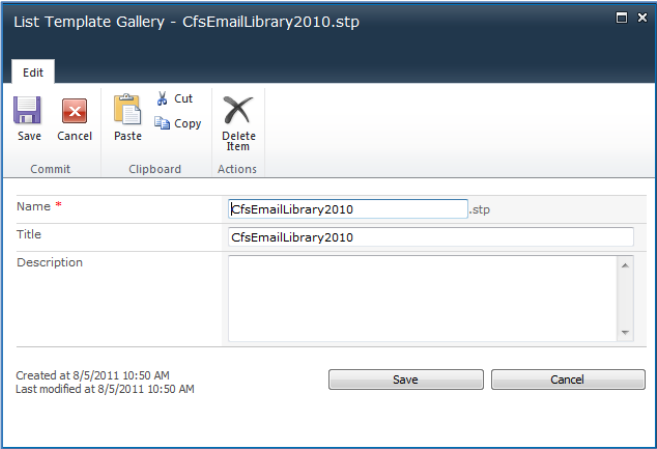 List Template Gallery - CfsEmailLibrary2010.stp
Edit
Save Cancel Paste Cut Copy Delete Item
Commit Clipboard Actions
Name * CfsEmailLibrary2010 .stp
Title CfsEmailLibrary2010
Description
Created at 8/5/2011 10:50 AM
Last modified at 8/5/2011 10:50 AM
Save Cancel